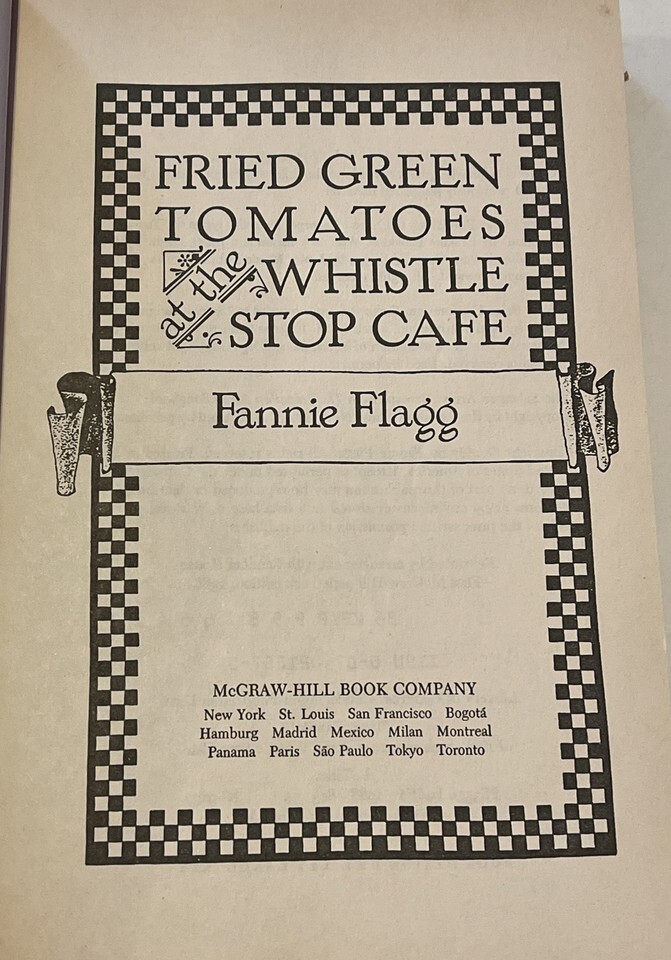 FRIED GREEN
TOMATOES
at the WHISTLE
STOP CAFE
Fannie Flagg
McGRAW-HILL BOOK COMPANY
New York St. Louis San Francisco Bogotá
Hamburg Madrid Mexico Milan Montreal
Panama Paris São Paulo Tokyo Toronto